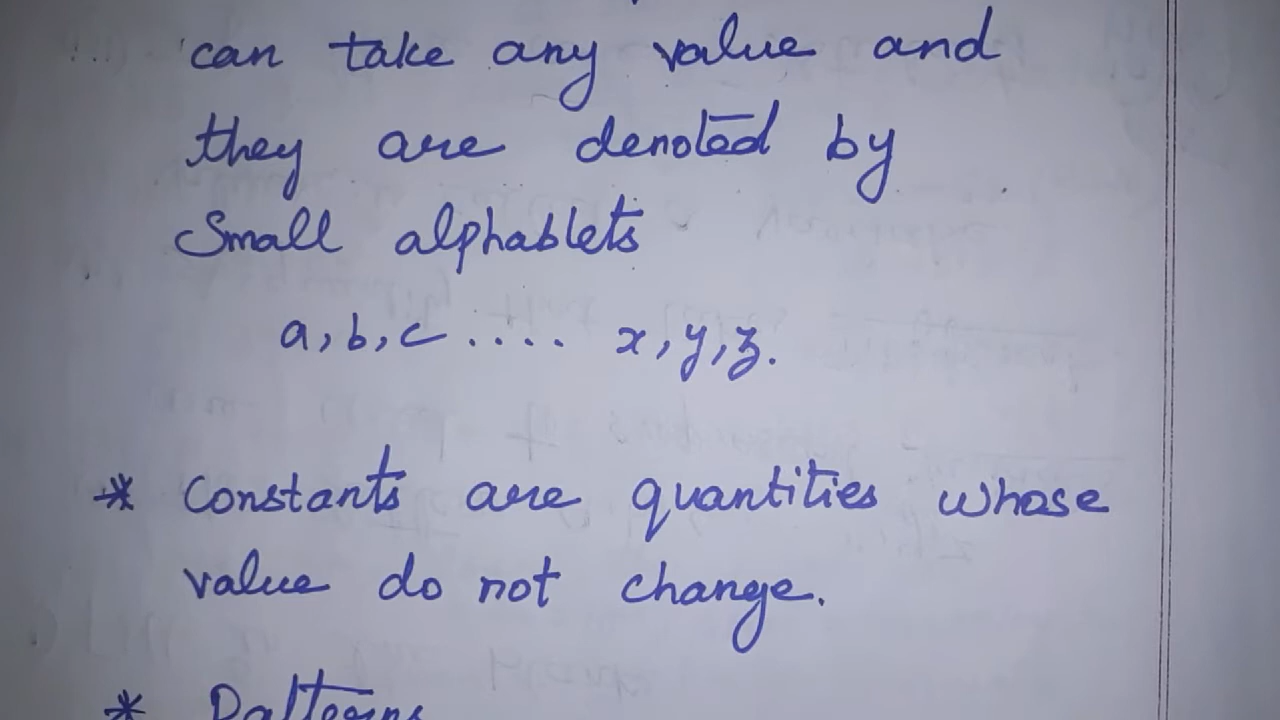 can take any value and
they are denoted by
Small alphablets
a, b, c .... x, y, z.
* Constants are quantities whose
value do not change.
* Patterns